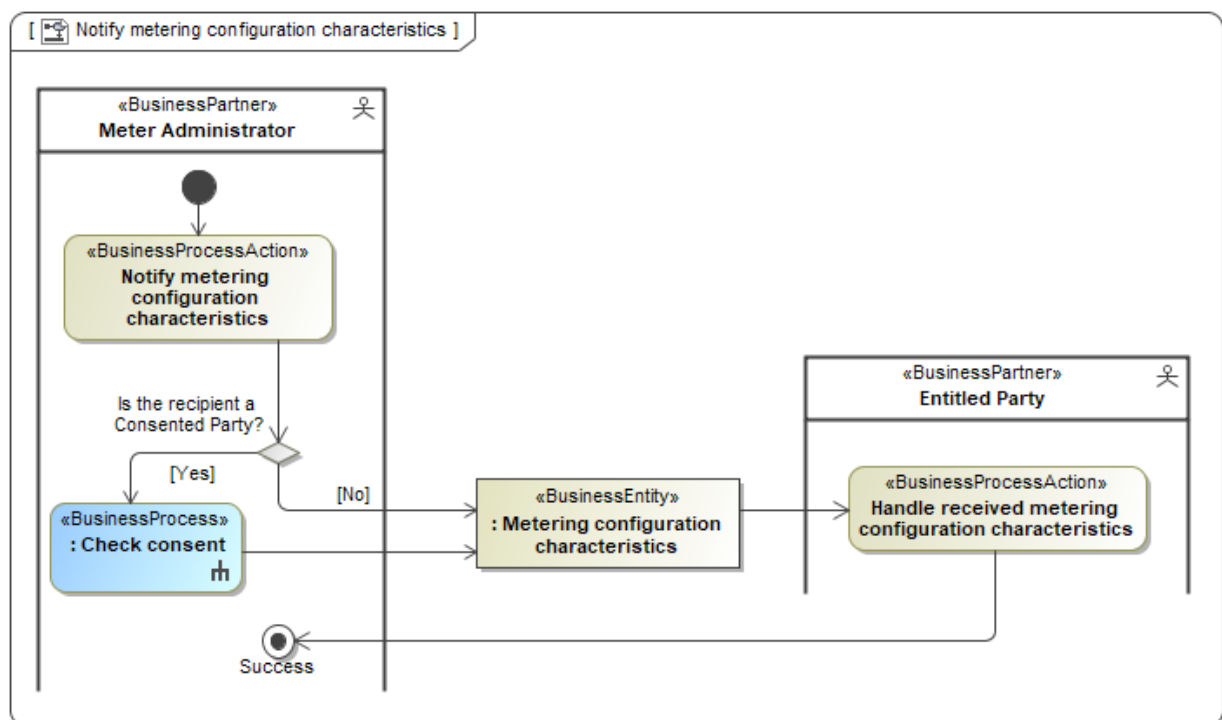 [ Notify metering configuration characteristics ]
«BusinessPartner»
Meter Administrator
«BusinessProcessAction»
Notify metering
configuration
characteristics
Is the recipient a
Consented Party?
[Yes]
[No]
«BusinessProcess»
: Check consent
«BusinessEntity»
: Metering configuration
characteristics
«BusinessPartner»
Entitled Party
«BusinessProcessAction»
Handle received metering
configuration characteristics
Success